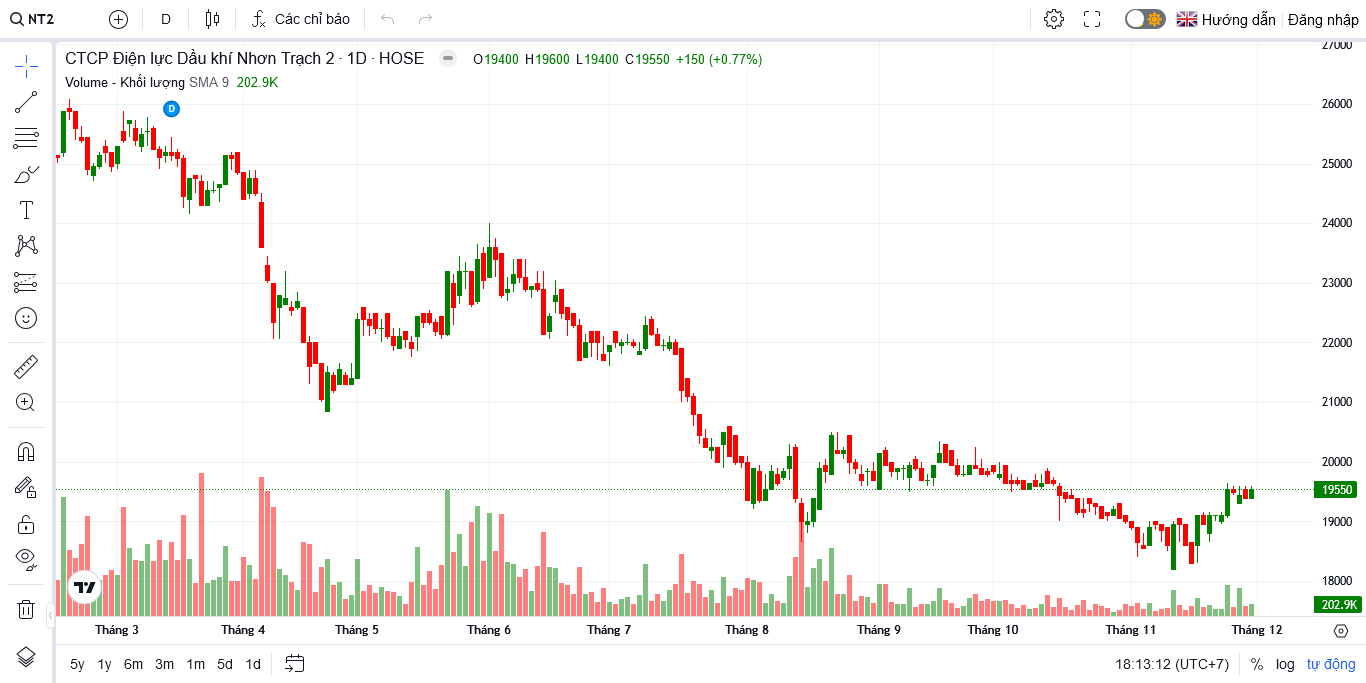 NT2 D Các chỉ báo Hướng dẫn Đăng nhập
CTCP Điện lực Dầu khí Nhơn Trạch 2 · 1D · HOSE O19400 H19600 L19400 C19550 +150 (+0.77%)
Volume - Khối lượng SMA 9 202.9K
D
27000
26000
25000
24000
23000
22000
21000
20000
19550
19000
18000
202.9K
Tháng 3 Tháng 4 Tháng 5 Tháng 6 Tháng 7 Tháng 8 Tháng 9 Tháng 10 Tháng 11 Tháng 12
5y 1y 6m 3m 1m 5d 1d 18:13:12 (UTC+7) % log tự động